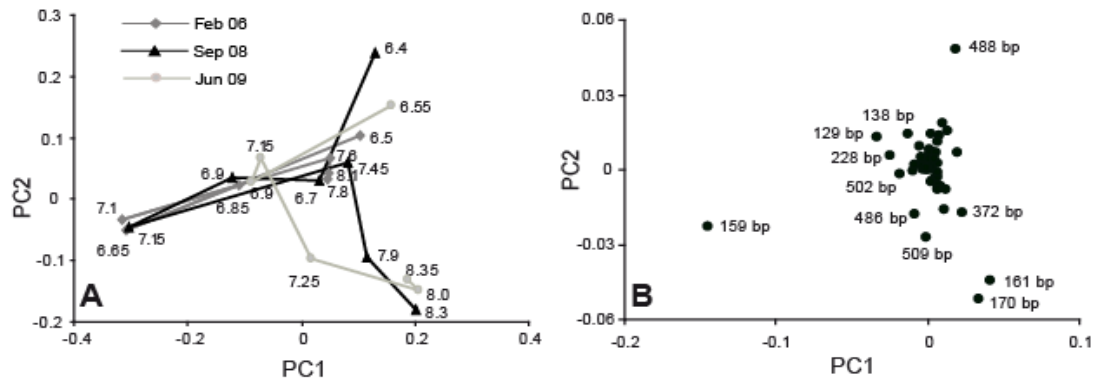 0.3
0.2
0.1
0
-0.1
-0.2
PC2
Feb 06
Sep 08
Jun 09
6.4
6.55
6.5
7.15
7.6
8.1
7.45
6.9
6.9
6.7
7.8
7.1
6.85
6.65
7.15
7.9
7.25
8.35
8.0
8.3
A
-0.4
-0.2
0
0.2
0.4
PC1
0.06
0.03
0
-0.03
-0.06
PC2
488 bp
138 bp
129 bp
228 bp
502 bp
486 bp
372 bp
159 bp
509 bp
161 bp
170 bp
B
-0.2
-0.1
0
0.1
PC1